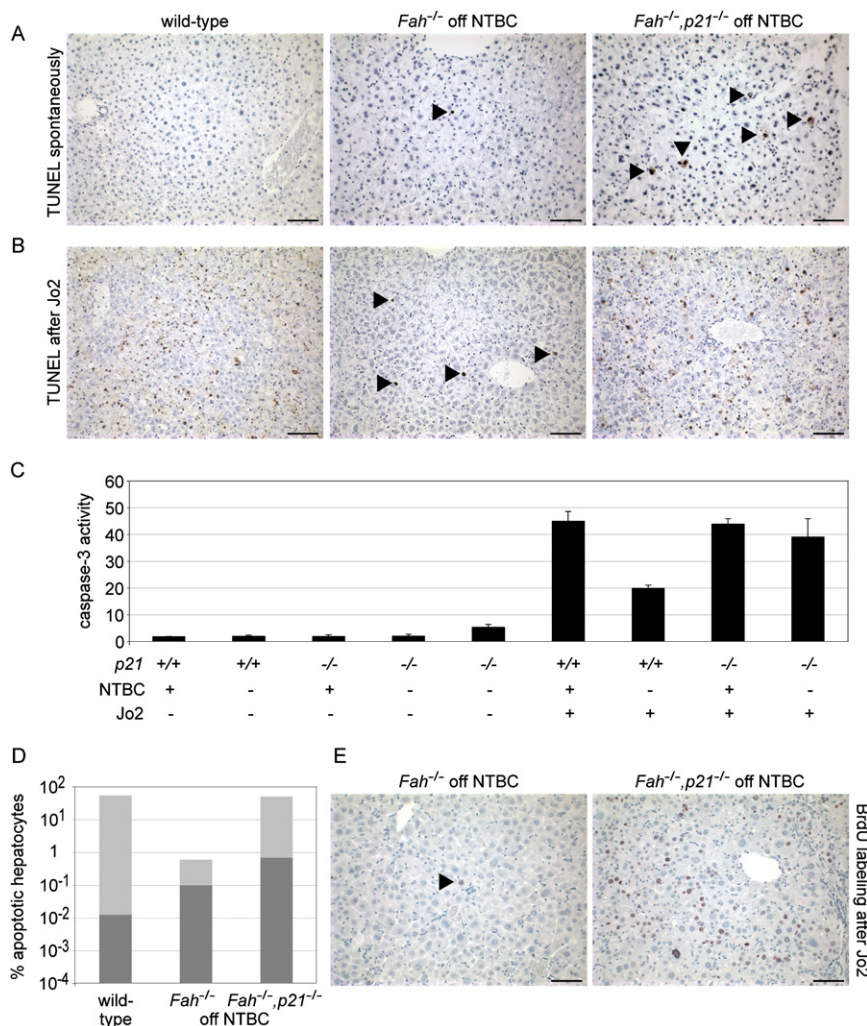 A
wild-type
Fah⁻/⁻ off NTBC
Fah⁻/⁻,p21⁻/⁻ off NTBC
TUNEL spontaneously
B
TUNEL after Jo2
C
caspase-3 activity
60
50
40
30
20
10
0
p21 +/+ +/+ -/- -/- -/- +/+ +/+ -/- -/-
NTBC + - + - - + - + -
Jo2 - - - - - + + + +
D
% apoptotic hepatocytes
10²
10¹
1
10⁻¹
10⁻²
10⁻³
10⁻⁴
wild-
type
Fah⁻/⁻ Fah⁻/⁻,p21⁻/⁻
off NTBC
E
Fah⁻/⁻ off NTBC
Fah⁻/⁻,p21⁻/⁻ off NTBC
BrdU labeling after Jo2